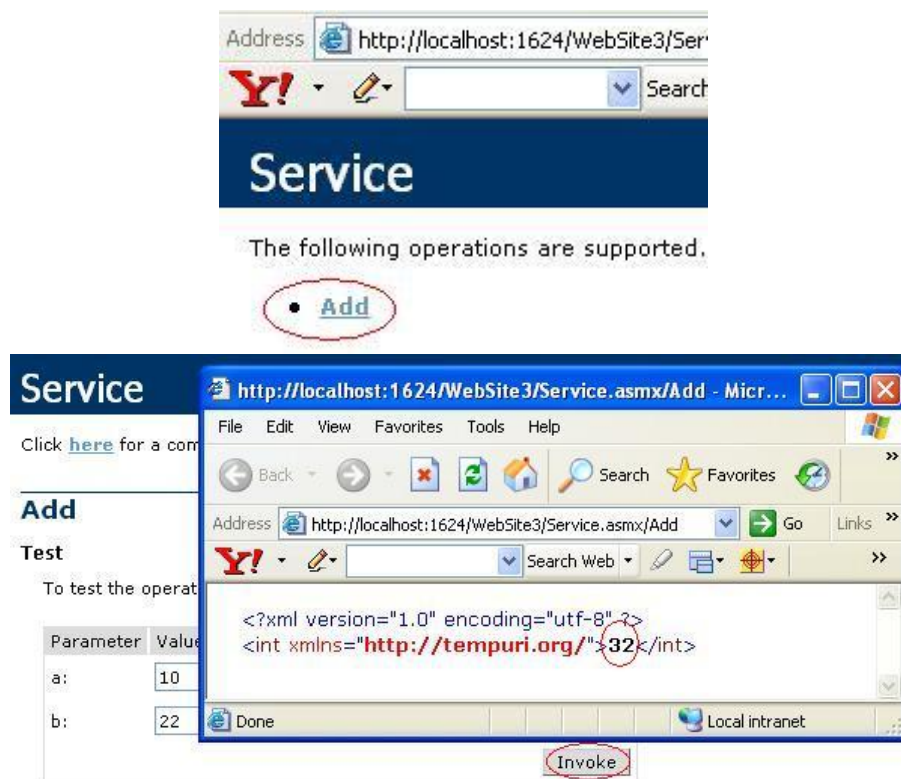 Address http://localhost:1624/WebSite3/Ser
Y! Search
Service
The following operations are supported.
Add
Service
Click here for a com
Add
Test
To test the operat
Parameter Value
a: 10
b: 22
Invoke
http://localhost:1624/WebSite3/Service.asmx/Add - Micr...
File Edit View Favorites Tools Help
Back Search Favorites »
Address http://localhost:1624/WebSite3/Service.asmx/Add Go Links »
Y! Search Web »
<?xml version="1.0" encoding="utf-8" ?>
<int xmlns="http://tempuri.org/">32</int>
Done Local intranet